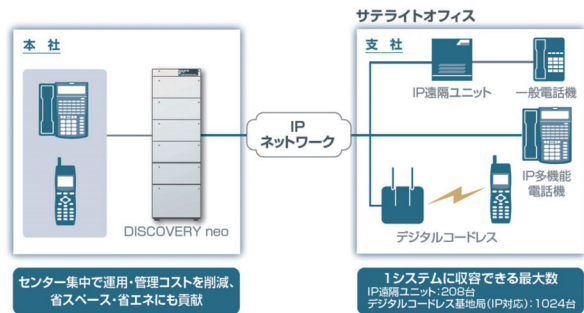 サテライトオフィス
本 社
支 社
IP遠隔ユニット
一般電話機
IP
ネットワーク
IP多機能
電話機
DISCOVERY neo
デジタルコードレス
センター集中で運用・管理コストを削減、
省スペース・省エネにも貢献
1システムに収容できる最大数
IP遠隔ユニット：208台
デジタルコードレス基地局（IP対応）：1024台